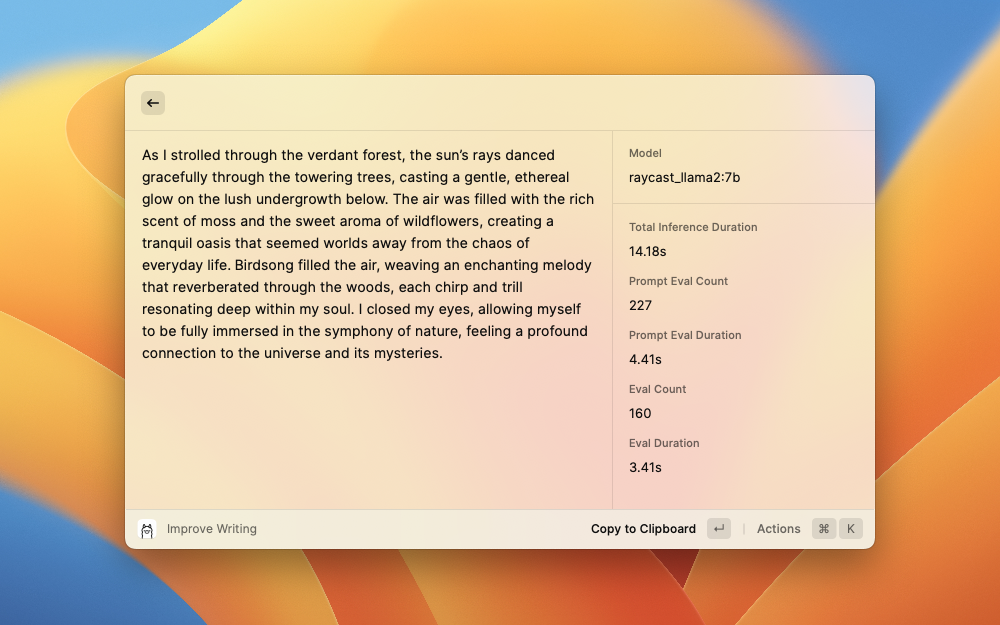 As I strolled through the verdant forest, the sun’s rays danced
gracefully through the towering trees, casting a gentle, ethereal
glow on the lush undergrowth below. The air was filled with the rich
scent of moss and the sweet aroma of wildflowers, creating a
tranquil oasis that seemed worlds away from the chaos of
everyday life. Birdsong filled the air, weaving an enchanting melody
that reverberated through the woods, each chirp and trill
resonating deep within my soul. I closed my eyes, allowing myself
to be fully immersed in the symphony of nature, feeling a profound
connection to the universe and its mysteries.
Model
raycast_llama2:7b
Total Inference Duration
14.18s
Prompt Eval Count
227
Prompt Eval Duration
4.41s
Eval Count
160
Eval Duration
3.41s
Improve Writing
Copy to Clipboard ↵ | Actions ⌘ K